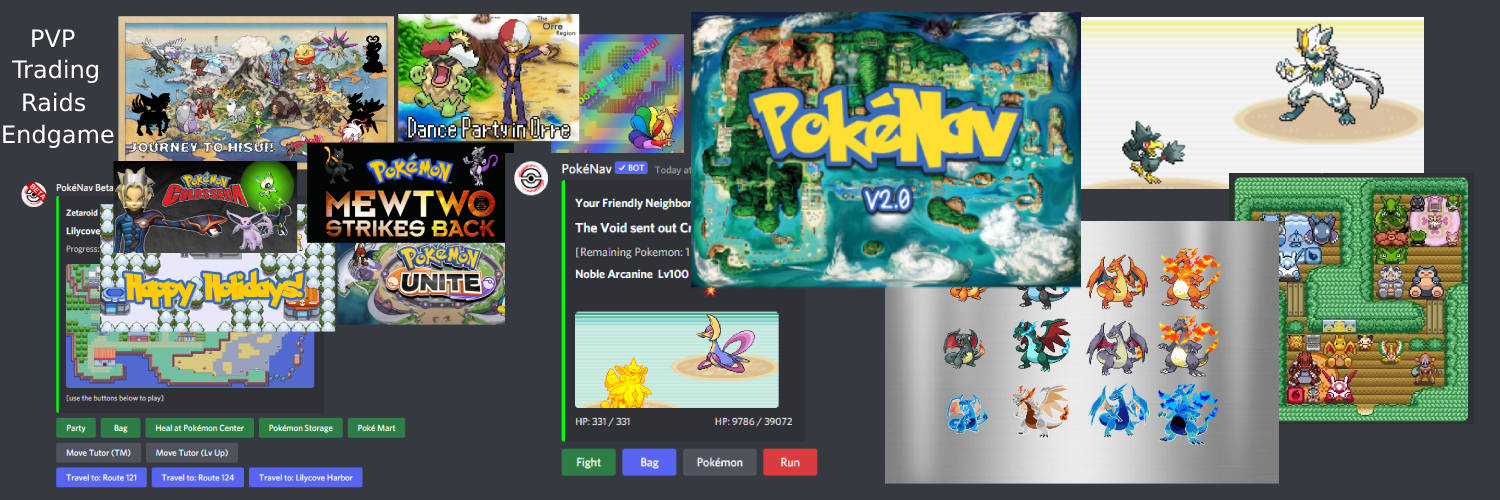 PVP
Trading
Raids
Endgame
JOURNEY TO HISUI!
The
Orre
Region
Dance Party in Orre
Mirage Island!
PokéNav
V2.0
PokéNav Beta
Zetaroid
Lilycove
Progress:
POKÉMON
COLOSSEUM
POKÉMON
MEWTWO
STRIKES BACK
Happy Holidays!
POKÉMON
UNITE
[use the buttons below to play]
Party
Bag
Heal at Pokémon Center
Pokémon Storage
Poké Mart
Move Tutor (TM)
Move Tutor (Lv Up)
Travel to: Route 121
Travel to: Route 124
Travel to: Lilycove Harbor
PokéNav ✓ BOT Today at
Your Friendly Neighbor
The Void sent out Cr
[Remaining Pokemon: 1
Noble Arcanine Lv100
HP: 331 / 331
HP: 9786 / 39072
Fight
Bag
Pokémon
Run